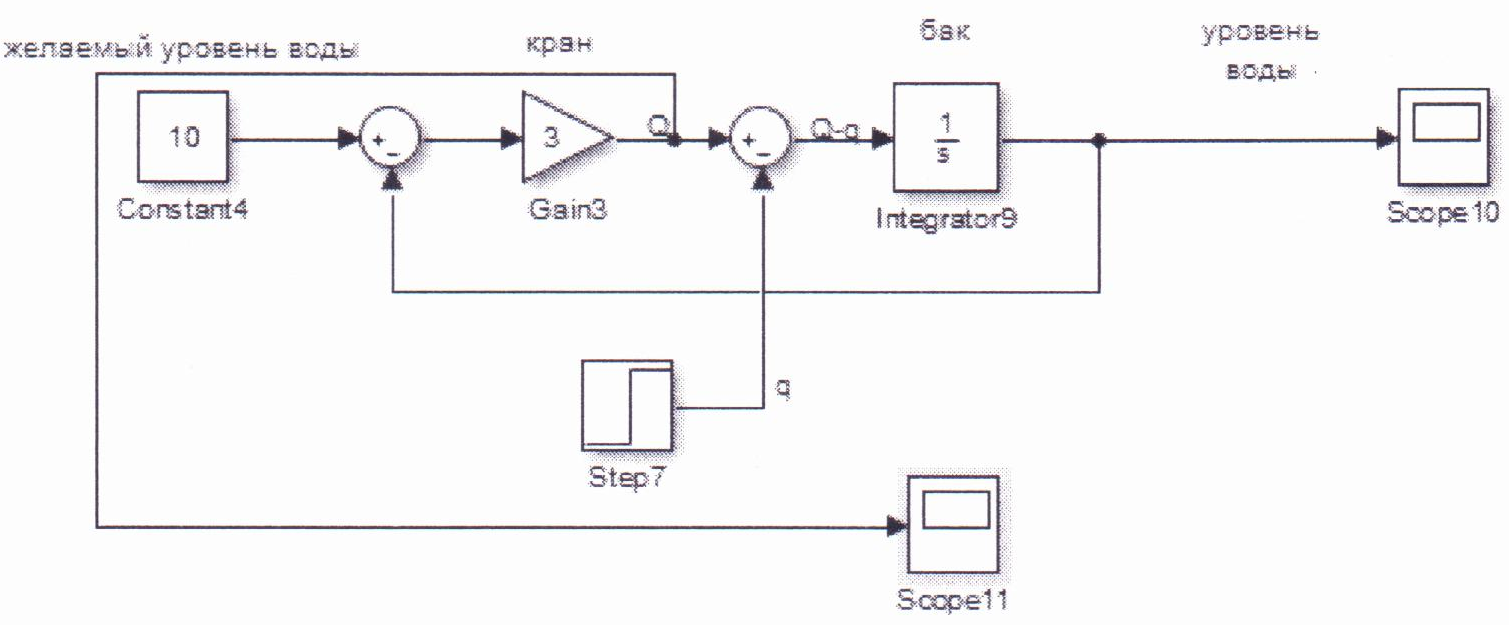 желаемый уровень воды
кран
бак
уровень
воды
10
+
−
3
Q
+
−
Q-q
1
s
Constant4
Gain3
Integrator9
Scope10
q
Step7
Scope11